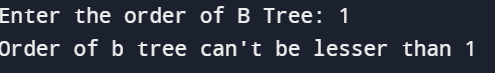 Enter the order of B Tree: 1
Order of b tree can't be lesser than 1